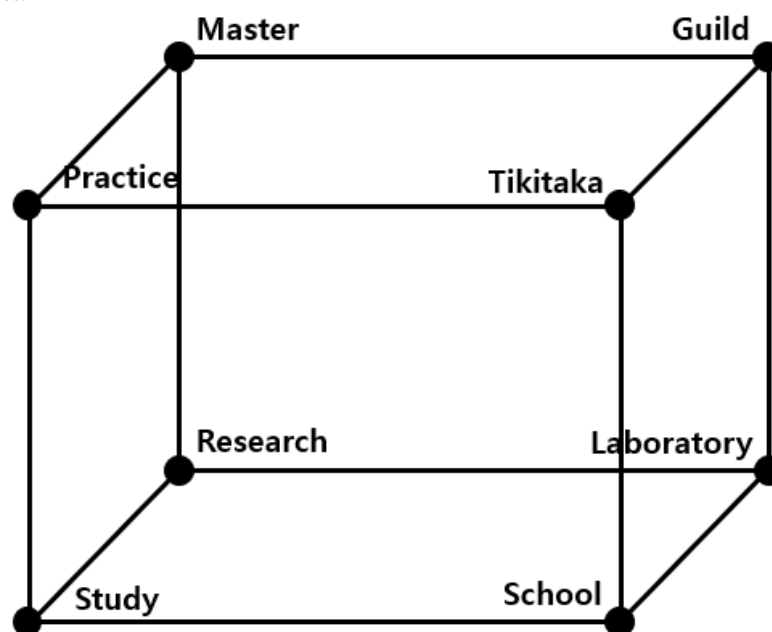 Master
Guild
Practice
Tikitaka
Research
Laboratory
Study
School